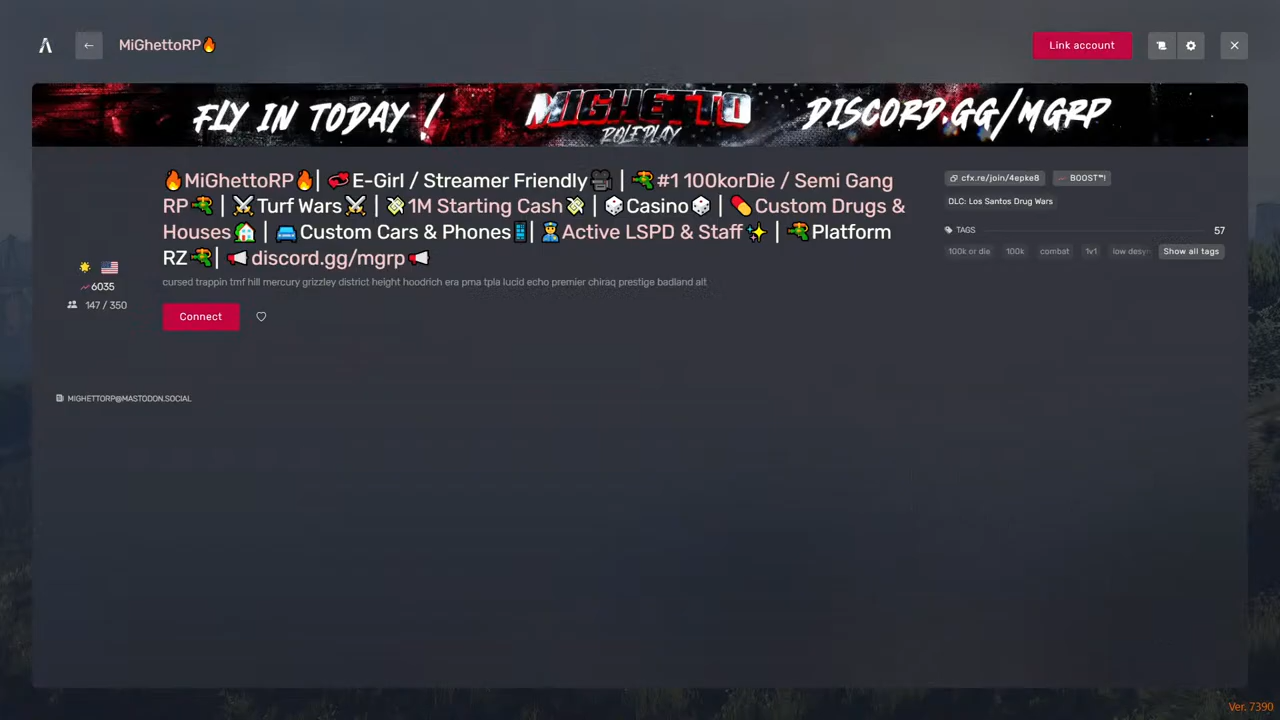 MiGhettoRP🔥
Link account
FLY IN TODAY !
MIGHETTO
ROLEPLAY
DISCORD.GG/MGRP
🔥MiGhettoRP🔥| 💞E-Girl / Streamer Friendly🎥 | 🔫#1 100korDie / Semi Gang
RP🔫 | ⚔️Turf Wars⚔️ | 💸1M Starting Cash💸 | 🎲Casino🎲 | 💊Custom Drugs &
Houses🏠 | 🚘Custom Cars & Phones📱| 👮Active LSPD & Staff✨ | 🔫Platform
RZ🔫| 📢discord.gg/mgrp📢
cursed trappin tmf hill mercury grizzley district height hoodrich era pma tpla lucid echo premier chiraq prestige badland alt
6035
147 / 350
Connect
cfx.re/join/4epke8
BOOST™!
DLC: Los Santos Drug Wars
TAGS
57
100k or die
100k
combat
1v1
low desyn
Show all tags
MIGHETTORP@MASTODON.SOCIAL
Ver. 7390